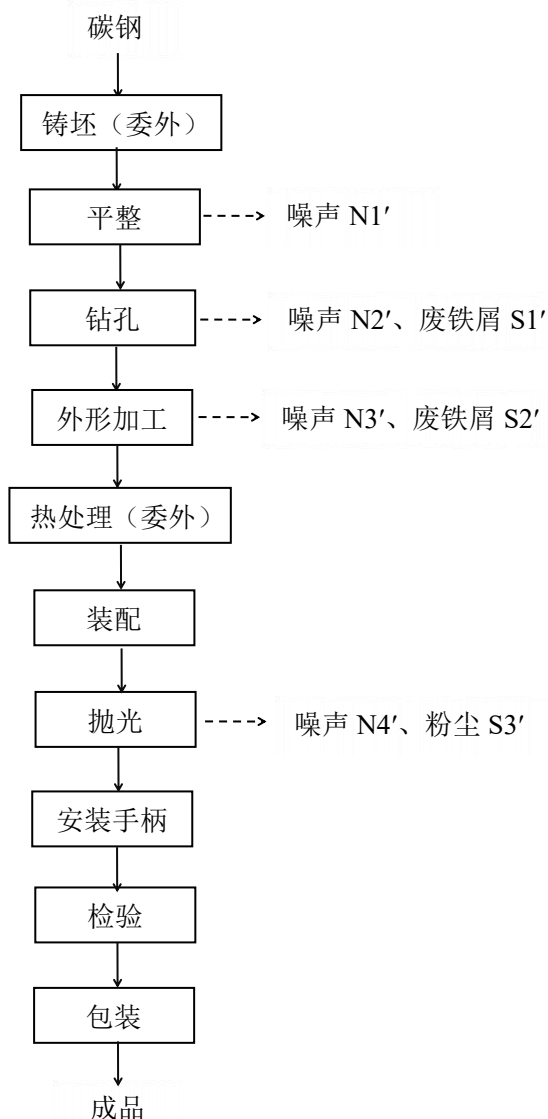 碳钢
铸坯（委外）
平整
噪声 N1′
钻孔
噪声 N2′、废铁屑 S1′
外形加工
噪声 N3′、废铁屑 S2′
热处理（委外）
装配
抛光
噪声 N4′、粉尘 S3′
安装手柄
检验
包装
成品